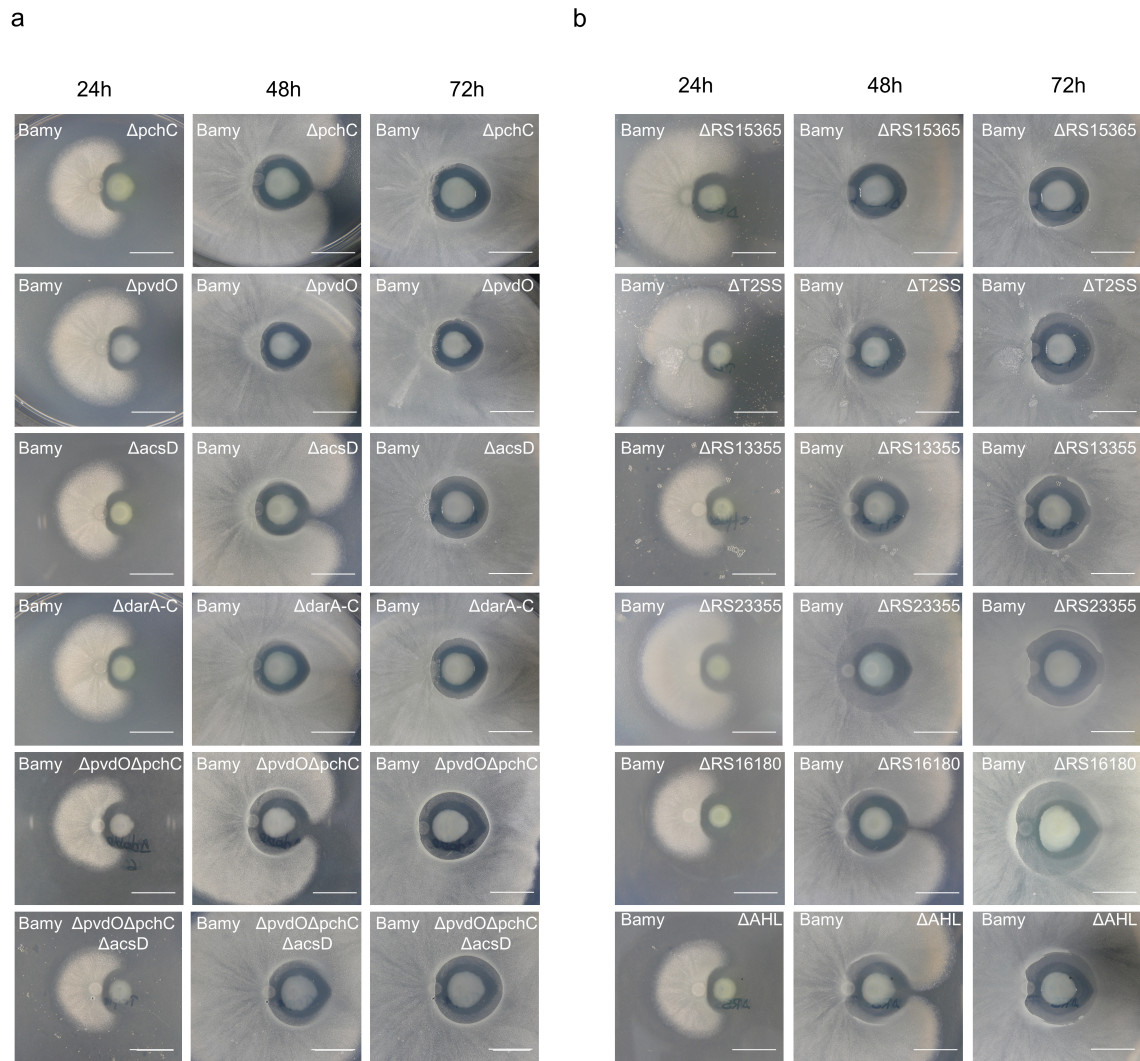 a
b
24h 48h 72h
24h 48h 72h
Bamy ΔpchC Bamy ΔpchC Bamy ΔpchC
Bamy ΔRS15365 Bamy ΔRS15365 Bamy ΔRS15365
Bamy ΔpvdO Bamy ΔpvdO Bamy ΔpvdO
Bamy ΔT2SS Bamy ΔT2SS Bamy ΔT2SS
Bamy ΔacsD Bamy ΔacsD Bamy ΔacsD
Bamy ΔRS13355 Bamy ΔRS13355 Bamy ΔRS13355
Bamy ΔdarA-C Bamy ΔdarA-C Bamy ΔdarA-C
Bamy ΔRS23355 Bamy ΔRS23355 Bamy ΔRS23355
Bamy ΔpvdOΔpchC Bamy ΔpvdOΔpchC Bamy ΔpvdOΔpchC
Bamy ΔRS16180 Bamy ΔRS16180 Bamy ΔRS16180
Bamy ΔpvdOΔpchC Bamy ΔpvdOΔpchC Bamy ΔpvdOΔpchC
ΔacsD ΔacsD ΔacsD
Bamy ΔAHL Bamy ΔAHL Bamy ΔAHL